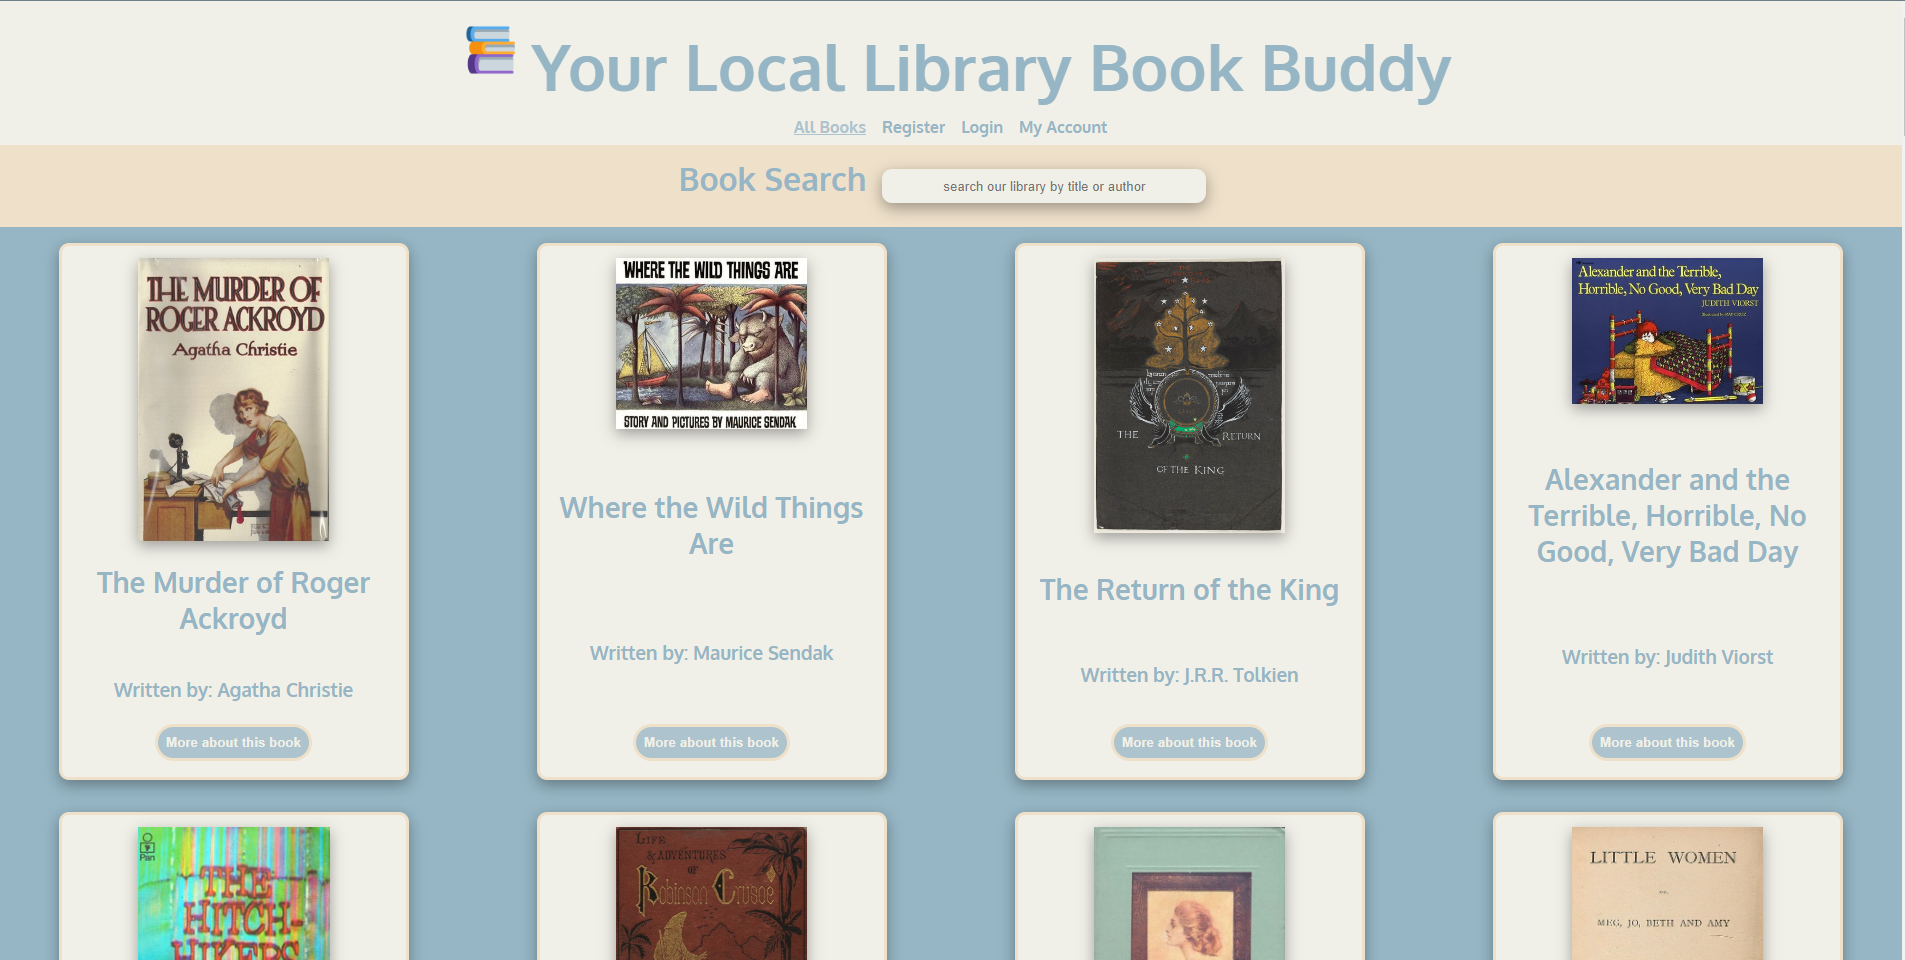 Your Local Library Book Buddy
All Books Register Login My Account
Book Search
search our library by title or author
THE MURDER OF
ROGER ACKROYD
Agatha Christie
The Murder of Roger
Ackroyd
Written by: Agatha Christie
More about this book
WHERE THE WILD THINGS ARE
STORY AND PICTURES BY MAURICE SENDAK
Where the Wild Things
Are
Written by: Maurice Sendak
More about this book
THE RETURN
OF THE KING
The Return of the King
Written by: J.R.R. Tolkien
More about this book
Alexander and the Terrible,
Horrible, No Good, Very Bad Day
JUDITH VIORST
Alexander and the
Terrible, Horrible, No
Good, Very Bad Day
Written by: Judith Viorst
More about this book
Pan
THE
HITCH-
HIKERS
LIFE
& ADVENTURES
OF
Robinson Crusoe
LITTLE WOMEN
OR,
MEG, JO, BETH AND AMY